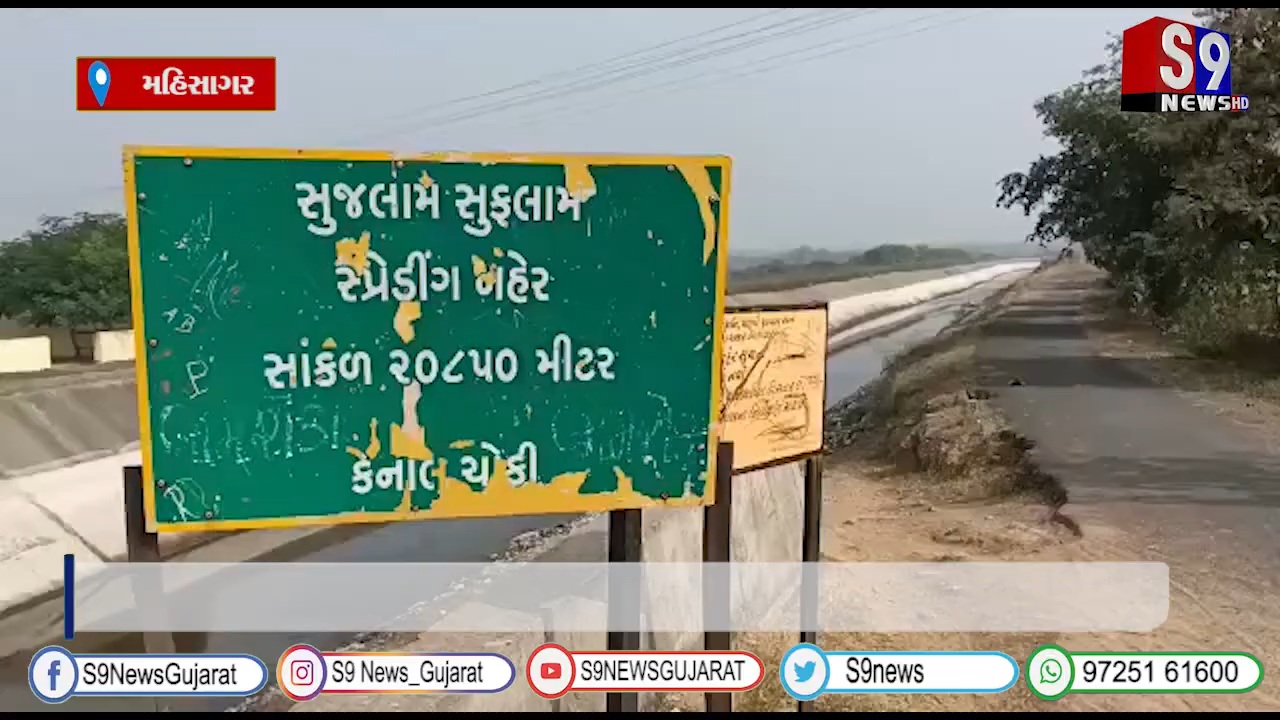 મહિસાગર
S9
NEWS HD
સુજલામ સુફલામ
સ્પ્રેડીંગ નહેર
સાંકળ ૨૦૮૫૦ મીટર
કેનાલ ચોકી
A B
P
S9NewsGujarat
S9 News_Gujarat
S9NEWSGUJARAT
S9news
97251 61600